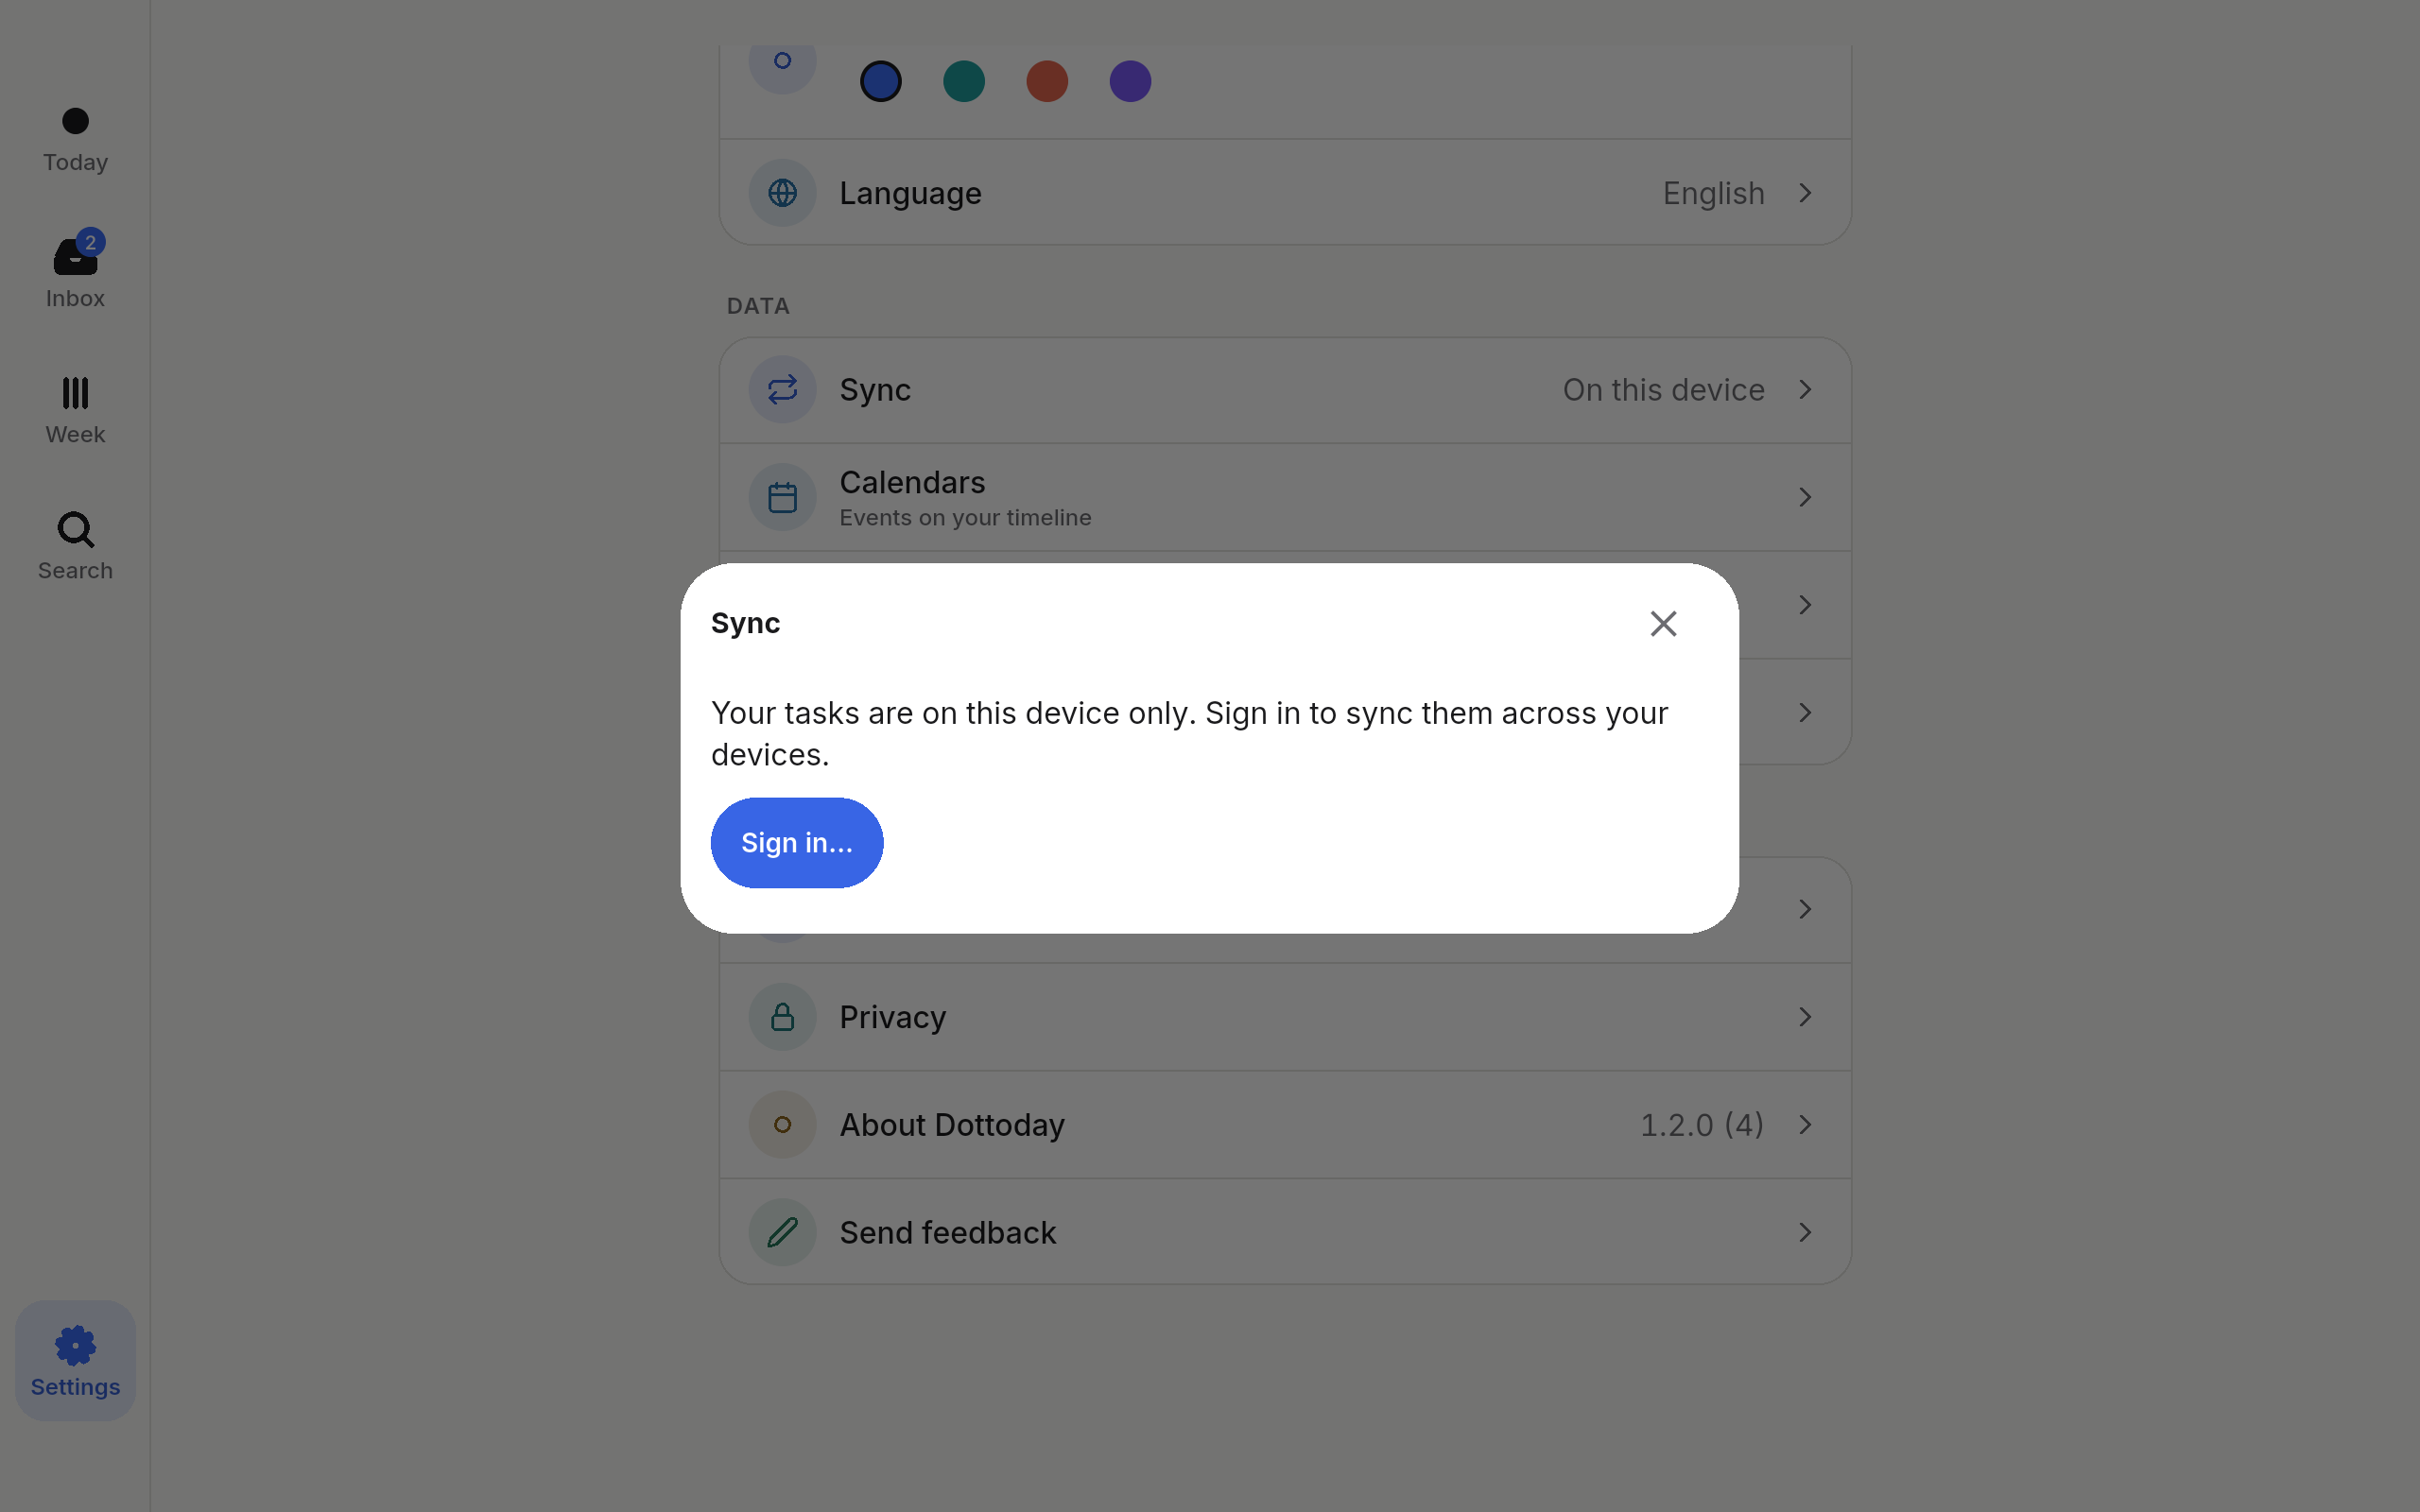 Today
2
Inbox
Week
Search
Settings
Language
English
DATA
Sync
On this device
Calendars
Events on your timeline
Sync
Your tasks are on this device only. Sign in to sync them across your
devices.
Sign in...
Privacy
About Dottoday
1.2.0 (4)
Send feedback